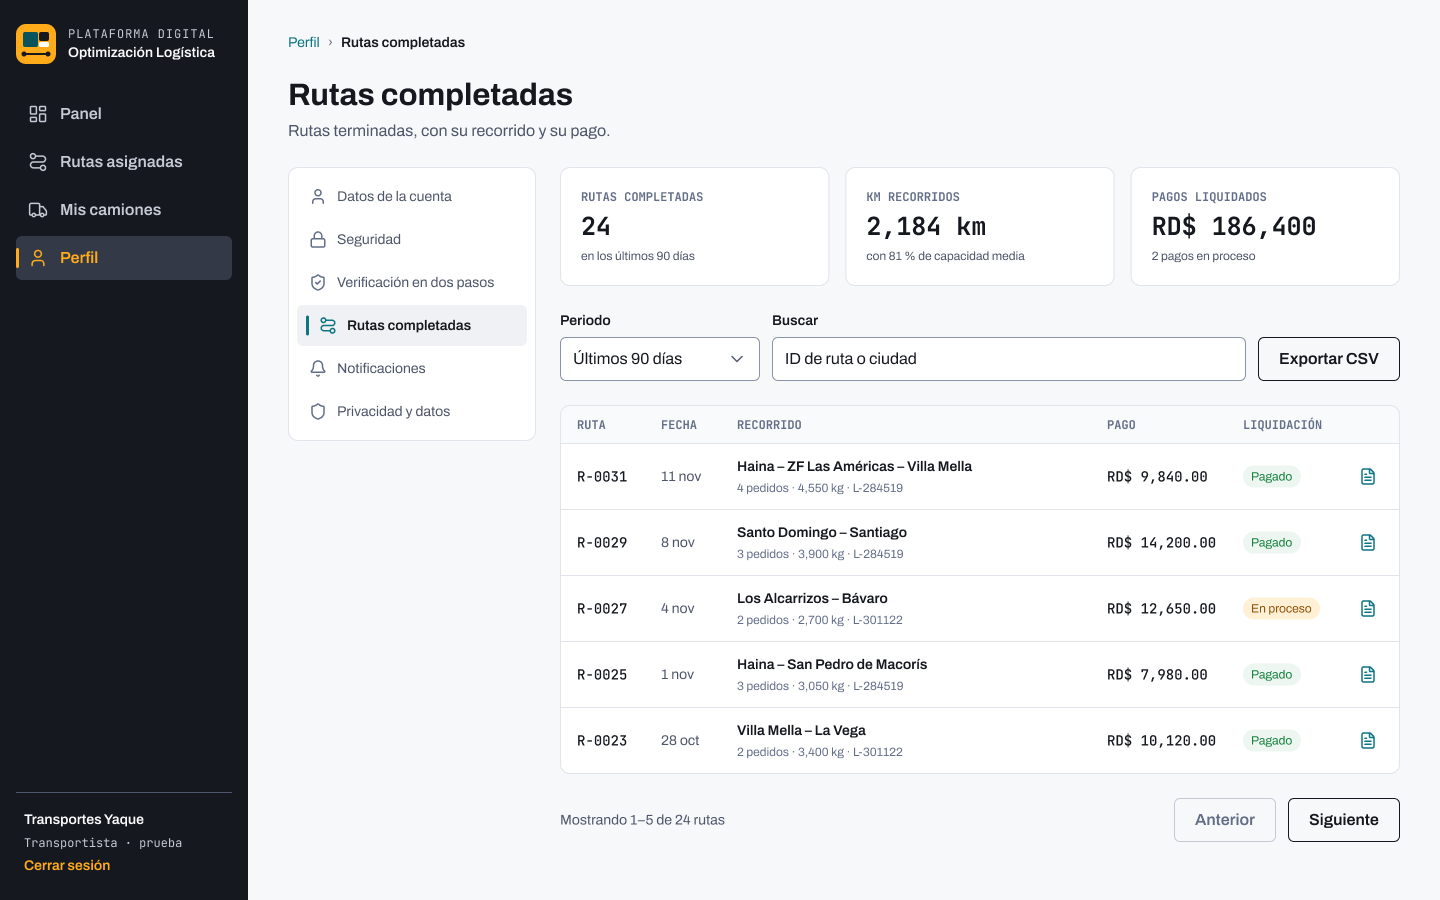 PLATAFORMA DIGITAL
Optimización Logística
Panel
Rutas asignadas
Mis camiones
Perfil
Transportes Yaque
Transportista · prueba
Cerrar sesión
Perfil › Rutas completadas
Rutas completadas
Rutas terminadas, con su recorrido y su pago.
Datos de la cuenta
Seguridad
Verificación en dos pasos
Rutas completadas
Notificaciones
Privacidad y datos
RUTAS COMPLETADAS
24
en los últimos 90 días
KM RECORRIDOS
2,184 km
con 81 % de capacidad media
PAGOS LIQUIDADOS
RD$ 186,400
2 pagos en proceso
Periodo
Últimos 90 días
Buscar
ID de ruta o ciudad
Exportar CSV
RUTA FECHA RECORRIDO PAGO LIQUIDACIÓN
R-0031 11 nov Haina – ZF Las Américas – Villa Mella RD$ 9,840.00 Pagado
4 pedidos · 4,550 kg · L-284519
R-0029 8 nov Santo Domingo – Santiago RD$ 14,200.00 Pagado
3 pedidos · 3,900 kg · L-284519
R-0027 4 nov Los Alcarrizos – Bávaro RD$ 12,650.00 En proceso
2 pedidos · 2,700 kg · L-301122
R-0025 1 nov Haina – San Pedro de Macorís RD$ 7,980.00 Pagado
3 pedidos · 3,050 kg · L-284519
R-0023 28 oct Villa Mella – La Vega RD$ 10,120.00 Pagado
2 pedidos · 3,400 kg · L-301122
Mostrando 1–5 de 24 rutas
Anterior
Siguiente